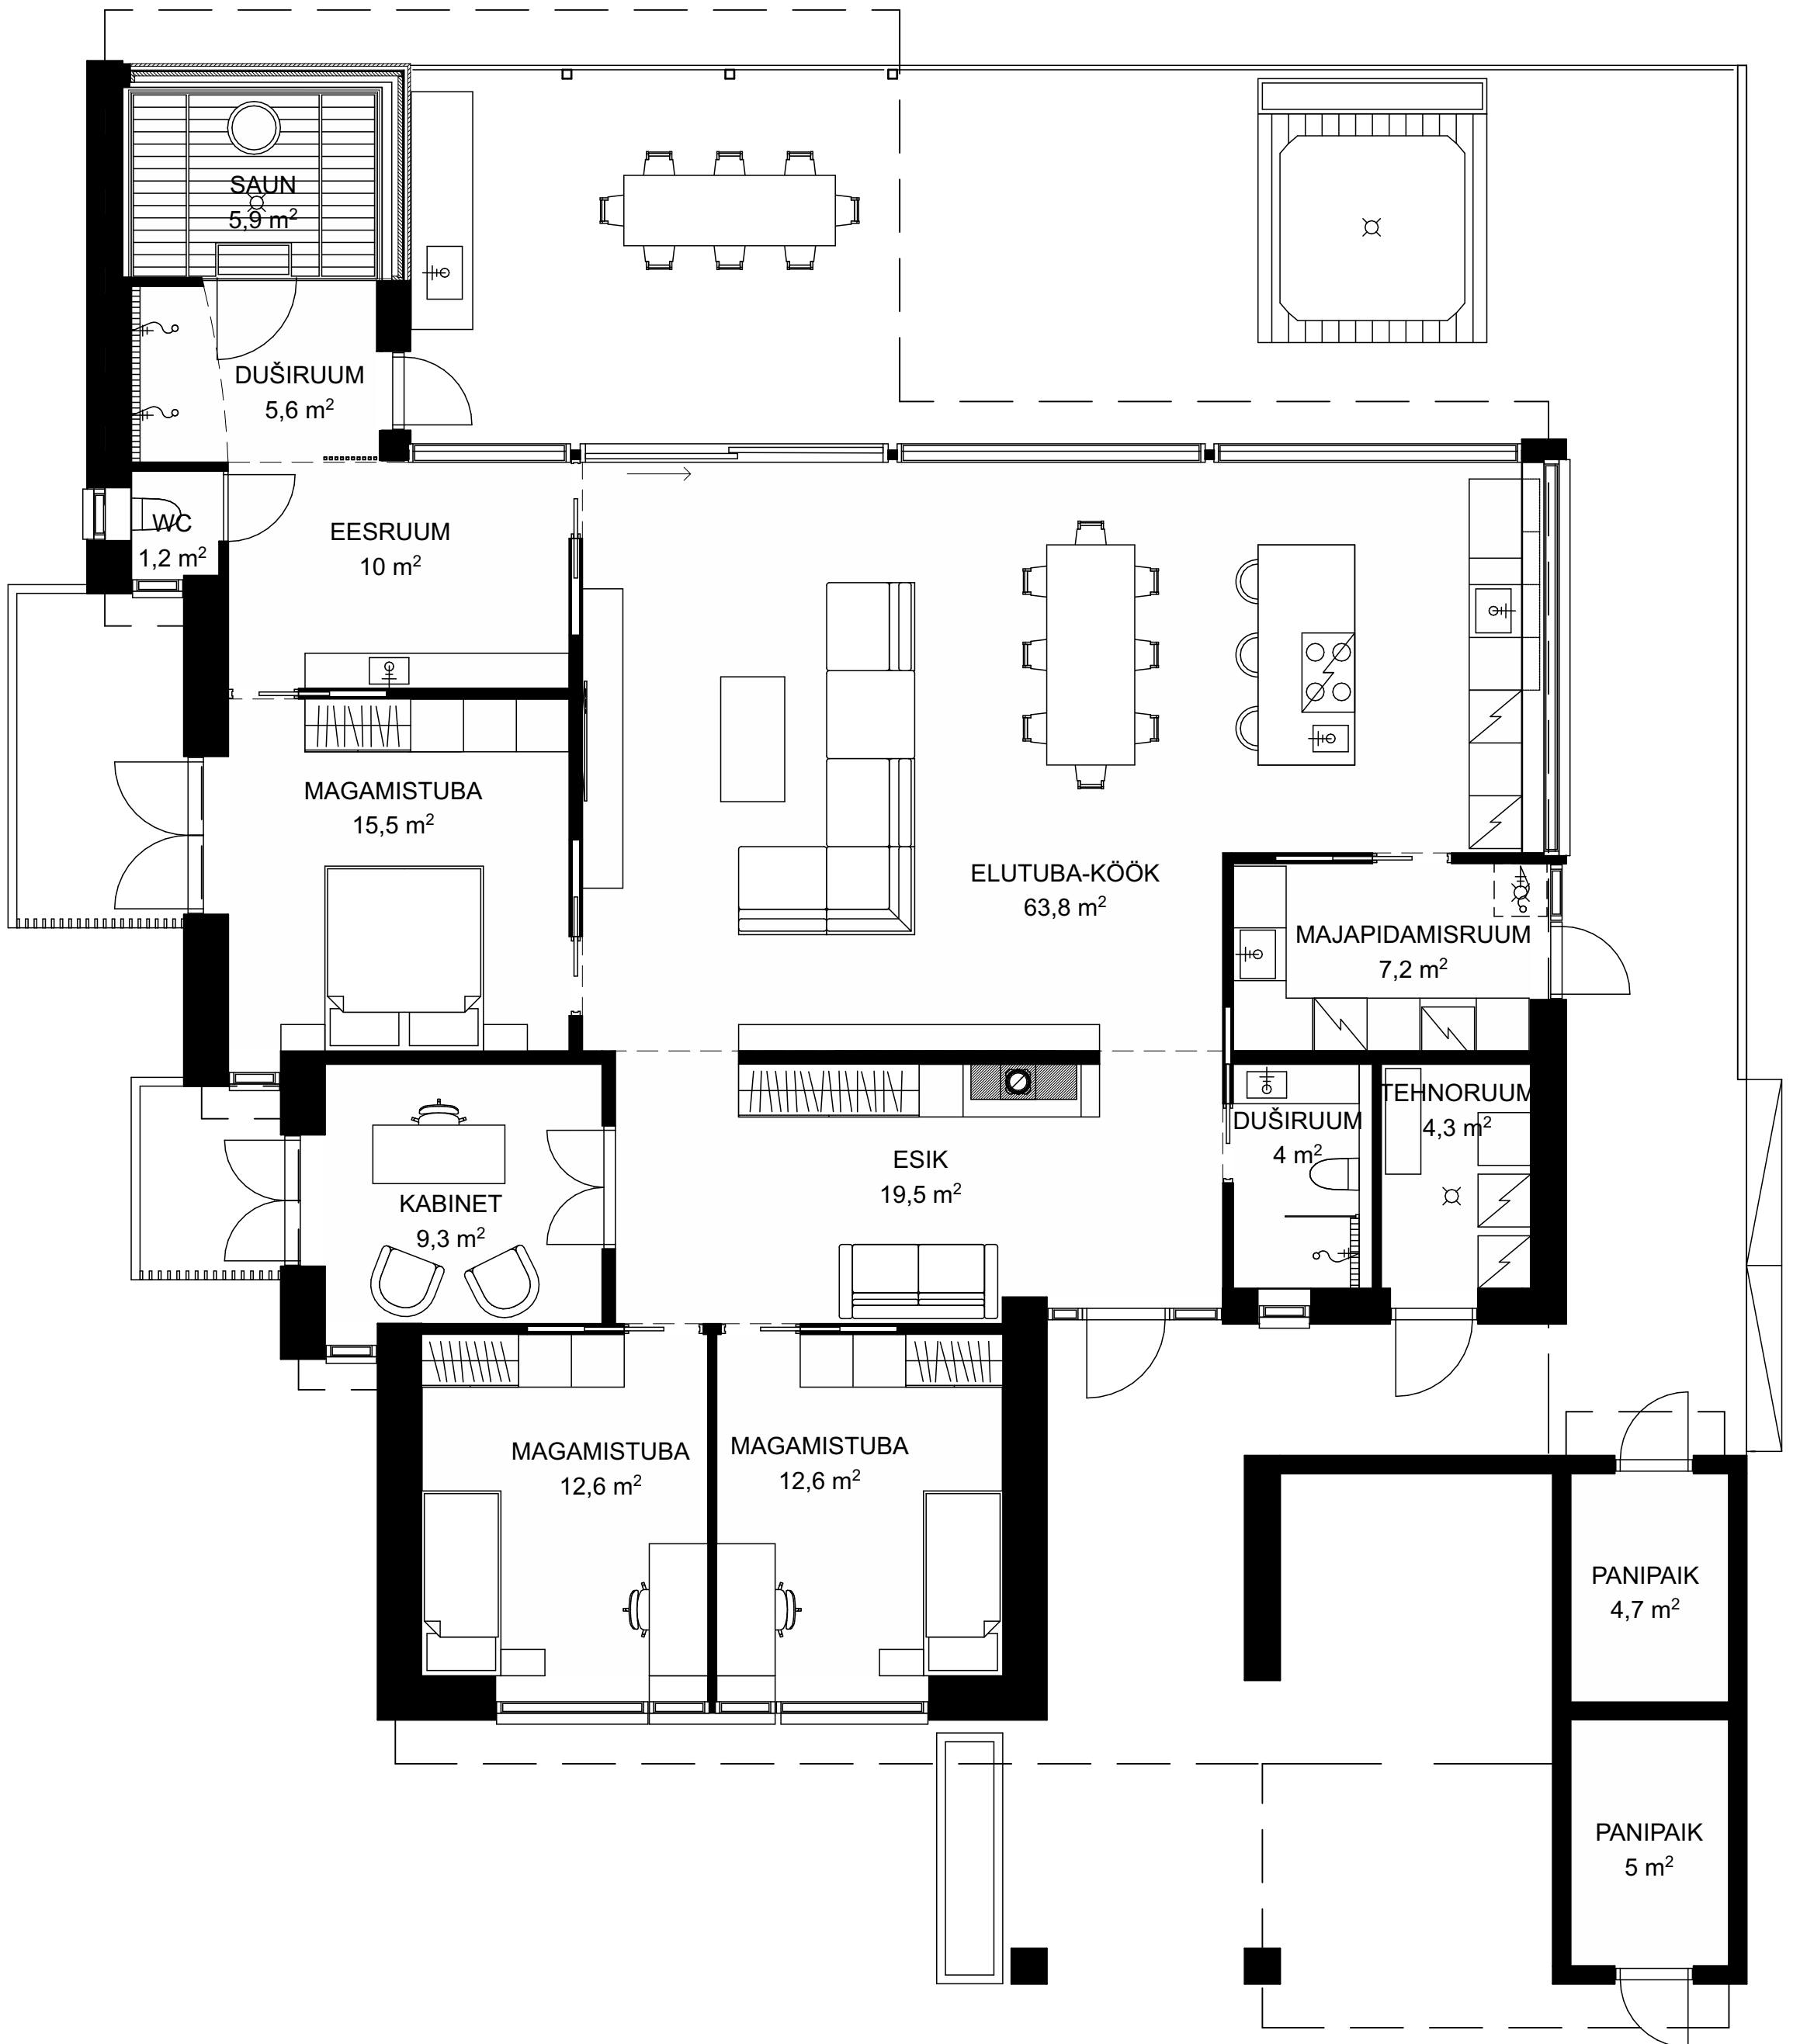 SAUN
5,9 m²
DUŠIRUUM
5,6 m²
WC
1,2 m²
EESRUUM
10 m²
MAGAMISTUBA
15,5 m²
ELUTUBA-KÖÖK
63,8 m²
MAJAPIDAMISRUUM
7,2 m²
TEHNORUUM
4,3 m²
DUŠIRUUM
4 m²
ESIK
19,5 m²
KABINET
9,3 m²
MAGAMISTUBA
12,6 m²
MAGAMISTUBA
12,6 m²
PANIPAIK
4,7 m²
PANIPAIK
5 m²